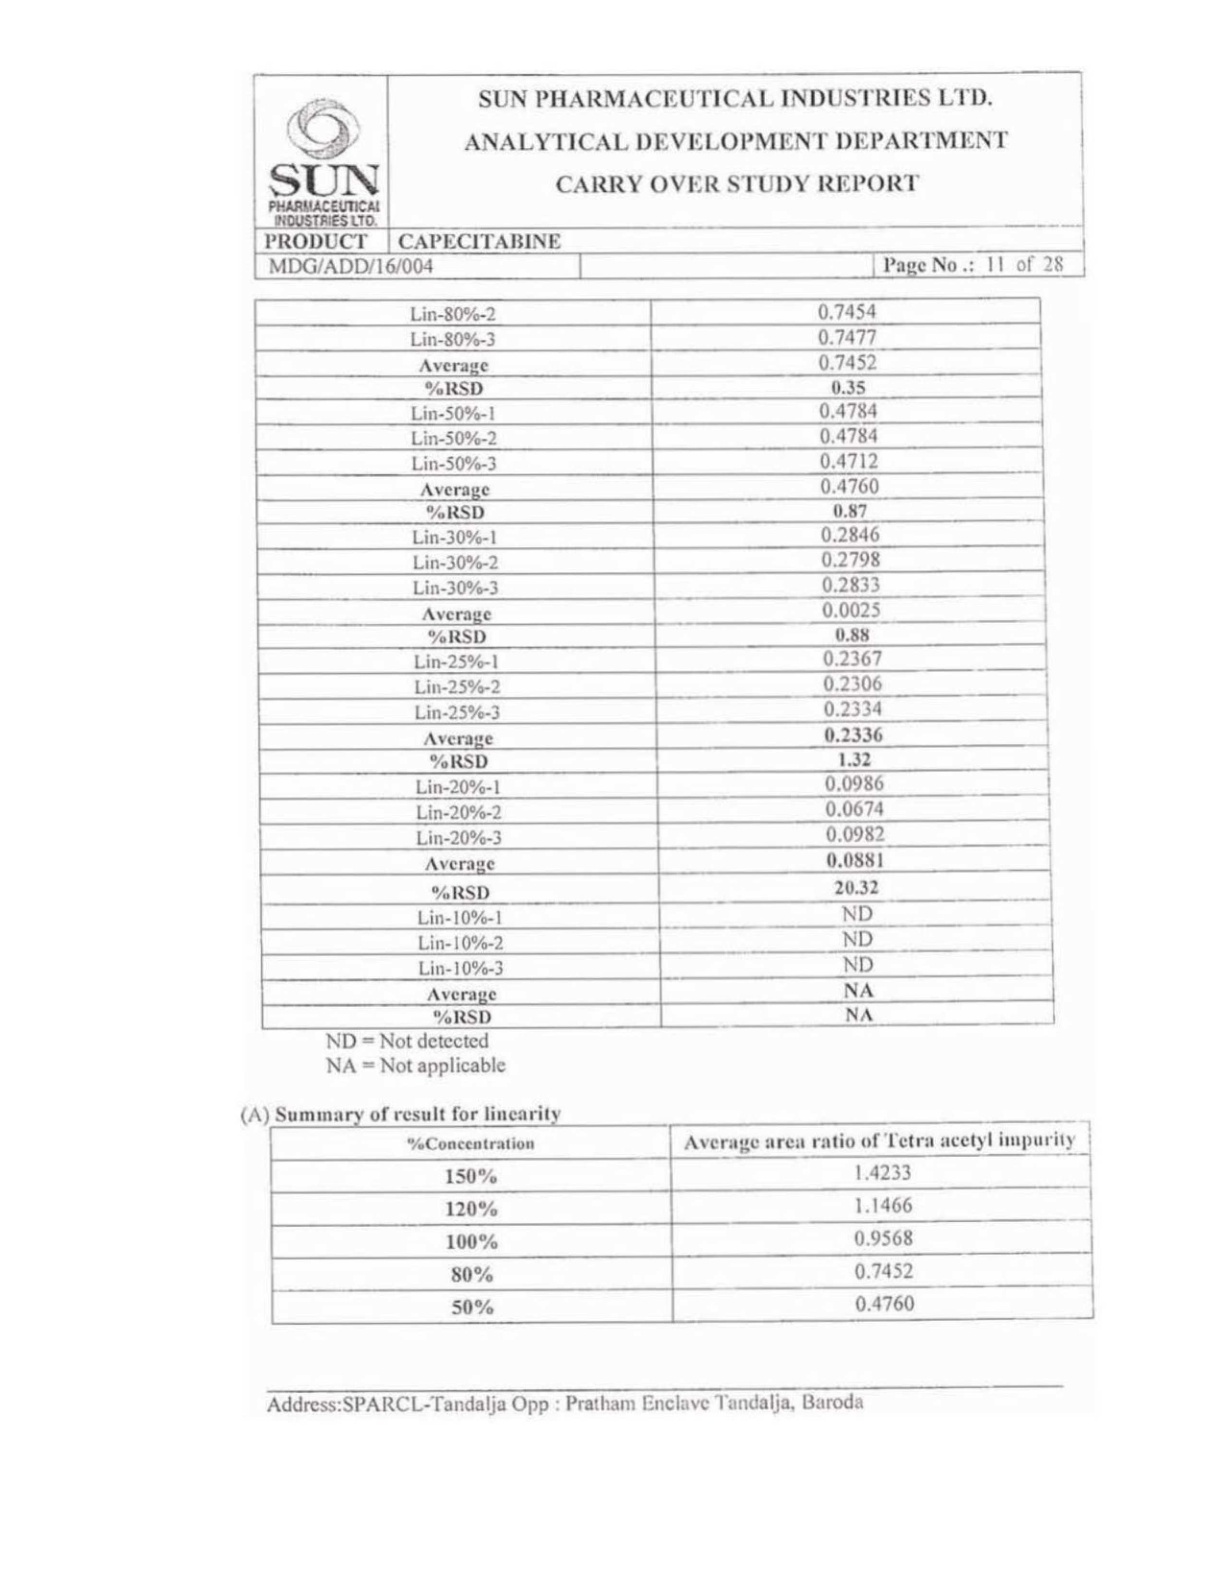 SUN PHARMACEUTICAL INDUSTRIES LTD.
ANALYTICAL DEVELOPMENT DEPARTMENT
CARRY OVER STUDY REPORT
SUN
PHARMACEUTICAL
INDUSTRIES LTD.
PRODUCT CAPECITABINE
MDG/ADD/16/004 Page No .: 11 of 28
Lin-80%-2 0.7454
Lin-80%-3 0.7477
Average 0.7452
%RSD 0.35
Lin-50%-1 0.4784
Lin-50%-2 0.4784
Lin-50%-3 0.4712
Average 0.4760
%RSD 0.87
Lin-30%-1 0.2846
Lin-30%-2 0.2798
Lin-30%-3 0.2833
Average 0.0025
%RSD 0.88
Lin-25%-1 0.2367
Lin-25%-2 0.2306
Lin-25%-3 0.2334
Average 0.2336
%RSD 1.32
Lin-20%-1 0.0986
Lin-20%-2 0.0674
Lin-20%-3 0.0982
Average 0.0881
%RSD 20.32
Lin-10%-1 ND
Lin-10%-2 ND
Lin-10%-3 ND
Average NA
%RSD NA
ND = Not detected
NA = Not applicable
(A) Summary of result for linearity
%Concentration Average area ratio of Tetra acetyl impurity
150% 1.4233
120% 1.1466
100% 0.9568
80% 0.7452
50% 0.4760
Address:SPARCL-Tandalja Opp : Pratham Enclave Tandalja, Baroda